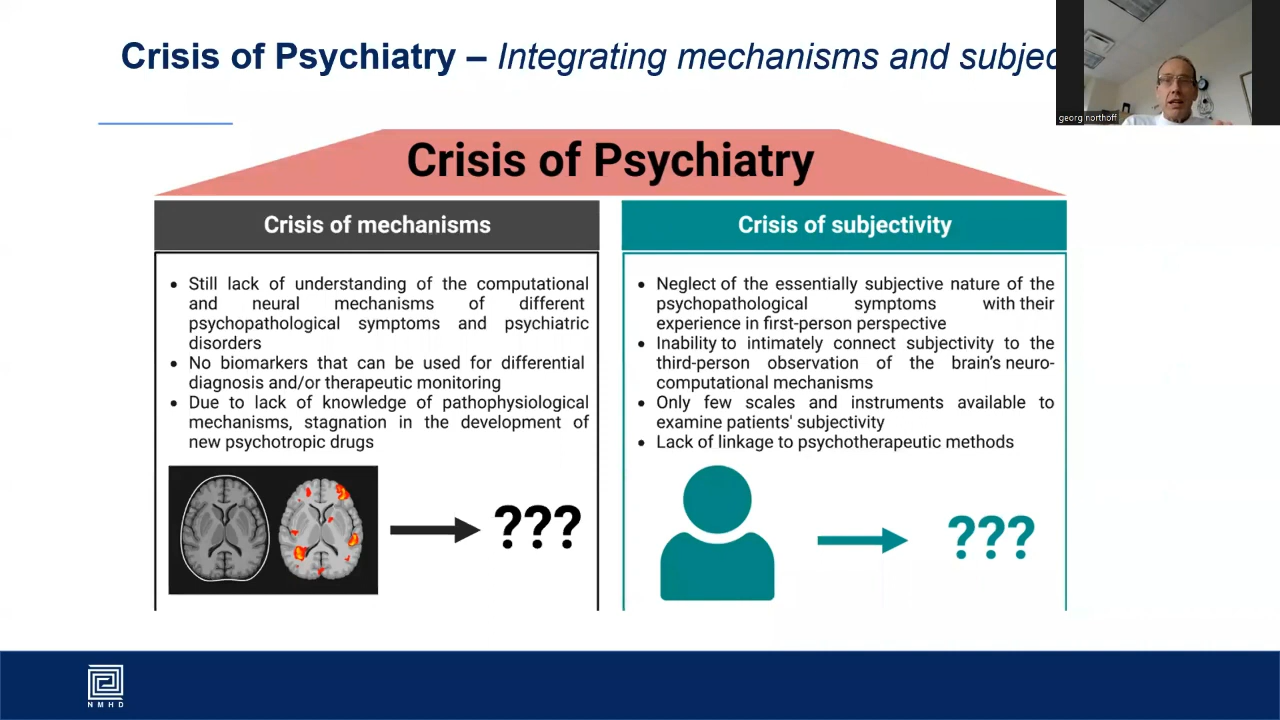 Crisis of Psychiatry – Integrating mechanisms and subjec
georg northoff
Crisis of Psychiatry
Crisis of mechanisms
• Still lack of understanding of the computational
and neural mechanisms of different
psychopathological symptoms and psychiatric
disorders
• No biomarkers that can be used for differential
diagnosis and/or therapeutic monitoring
• Due to lack of knowledge of pathophysiological
mechanisms, stagnation in the development of
new psychotropic drugs
???
Crisis of subjectivity
• Neglect of the essentially subjective nature of the
psychopathological symptoms with their
experience in first-person perspective
• Inability to intimately connect subjectivity to the
third-person observation of the brain's neuro-
computational mechanisms
• Only few scales and instruments available to
examine patients' subjectivity
• Lack of linkage to psychotherapeutic methods
???
NMHD